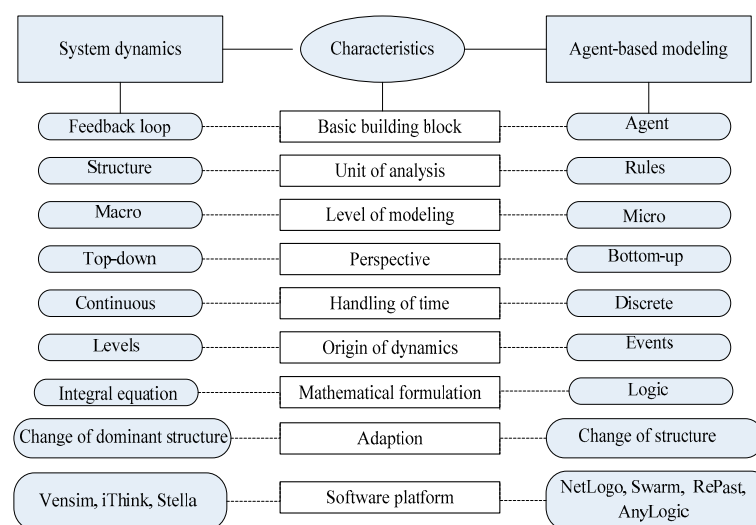 System dynamics
Characteristics
Agent-based modeling
Feedback loop
Basic building block
Agent
Structure
Unit of analysis
Rules
Macro
Level of modeling
Micro
Top-down
Perspective
Bottom-up
Continuous
Handling of time
Discrete
Levels
Origin of dynamics
Events
Integral equation
Mathematical formulation
Logic
Change of dominant structure
Adaption
Change of structure
Vensim, iThink, Stella
Software platform
NetLogo, Swarm, RePast,
AnyLogic